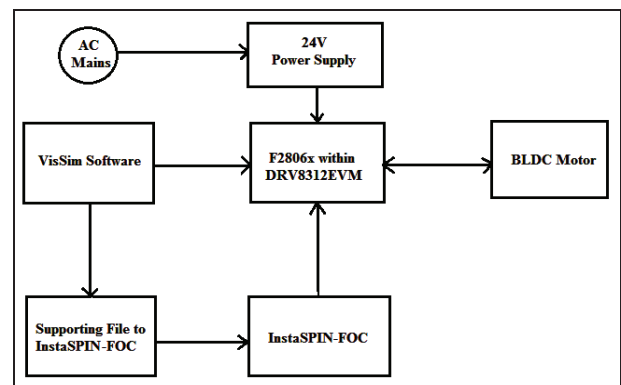 AC
Mains
24V
Power Supply
VisSim Software
F2806x within
DRV8312EVM
BLDC Motor
Supporting File to
InstaSPIN-FOC
InstaSPIN-FOC